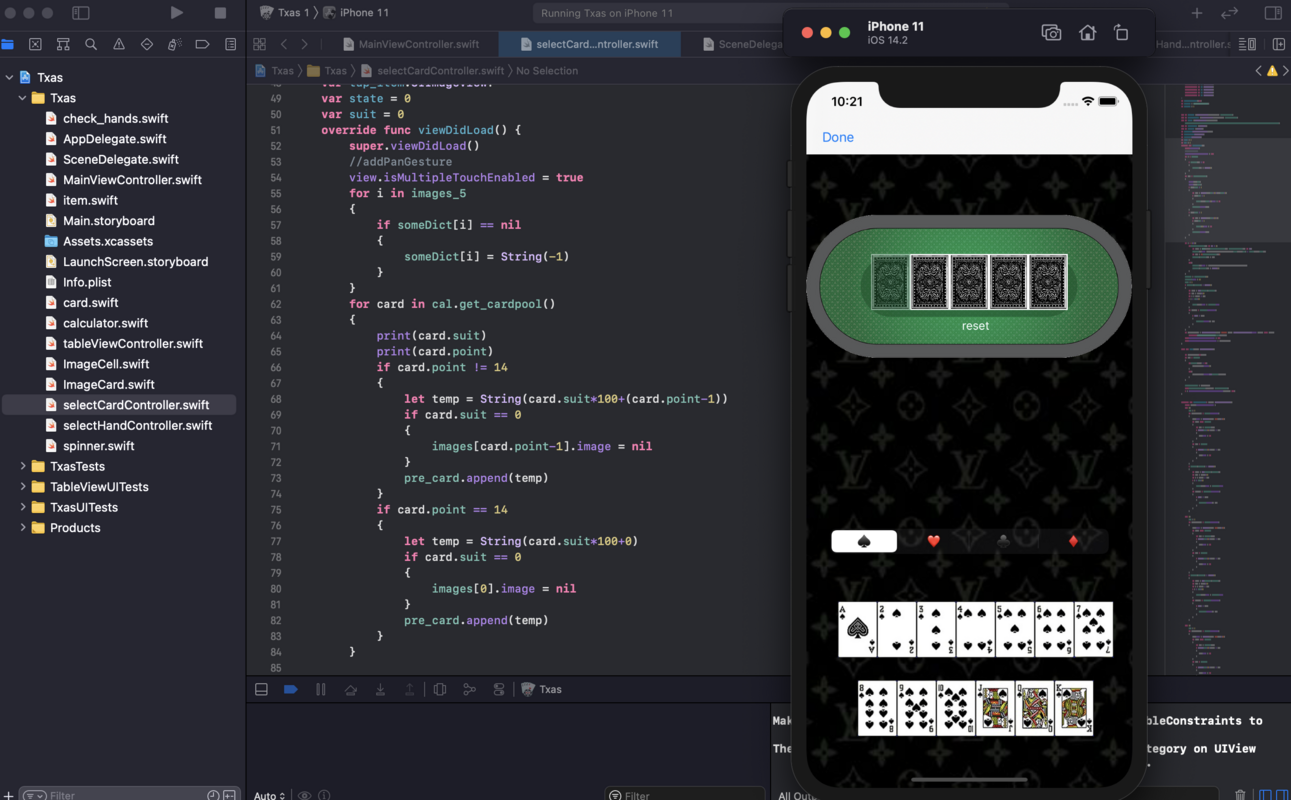 Txas 1 〉 iPhone 11
Running Txas on iPhone 11
MainViewController.swift
selectCard…ntroller.swift
SceneDelega
Hand…ntroller.s
Txas 〉 Txas 〉 selectCardController.swift 〉 No Selection
Txas
Txas
check_hands.swift
AppDelegate.swift
SceneDelegate.swift
MainViewController.swift
item.swift
Main.storyboard
Assets.xcassets
LaunchScreen.storyboard
Info.plist
card.swift
calculator.swift
tableViewController.swift
ImageCell.swift
ImageCard.swift
selectCardController.swift
selectHandController.swift
spinner.swift
TxasTests
TableViewUITests
TxasUITests
Products
Filter
49 var state = 0
50 var suit = 0
51 override func viewDidLoad() {
52 super.viewDidLoad()
53 //addPanGesture
54 view.isMultipleTouchEnabled = true
55 for i in images_5
56 {
57 if someDict[i] == nil
58 {
59 someDict[i] = String(-1)
60 }
61 }
62 for card in cal.get_cardpool()
63 {
64 print(card.suit)
65 print(card.point)
66 if card.point != 14
67 {
68 let temp = String(card.suit*100+(card.point-1))
69 if card.suit == 0
70 {
71 images[card.point-1].image = nil
72 }
73 pre_card.append(temp)
74 }
75 if card.point == 14
76 {
77 let temp = String(card.suit*100+0)
78 if card.suit == 0
79 {
80 images[0].image = nil
81 }
82 pre_card.append(temp)
83 }
84 }
85
Txas
Auto
Filter
All Out
Mak
The
bleConstraints to
tegory on UIView
iPhone 11
iOS 14.2
10:21
Done
reset
A 2 3 4 5 6 7
8 9 10 J Q K